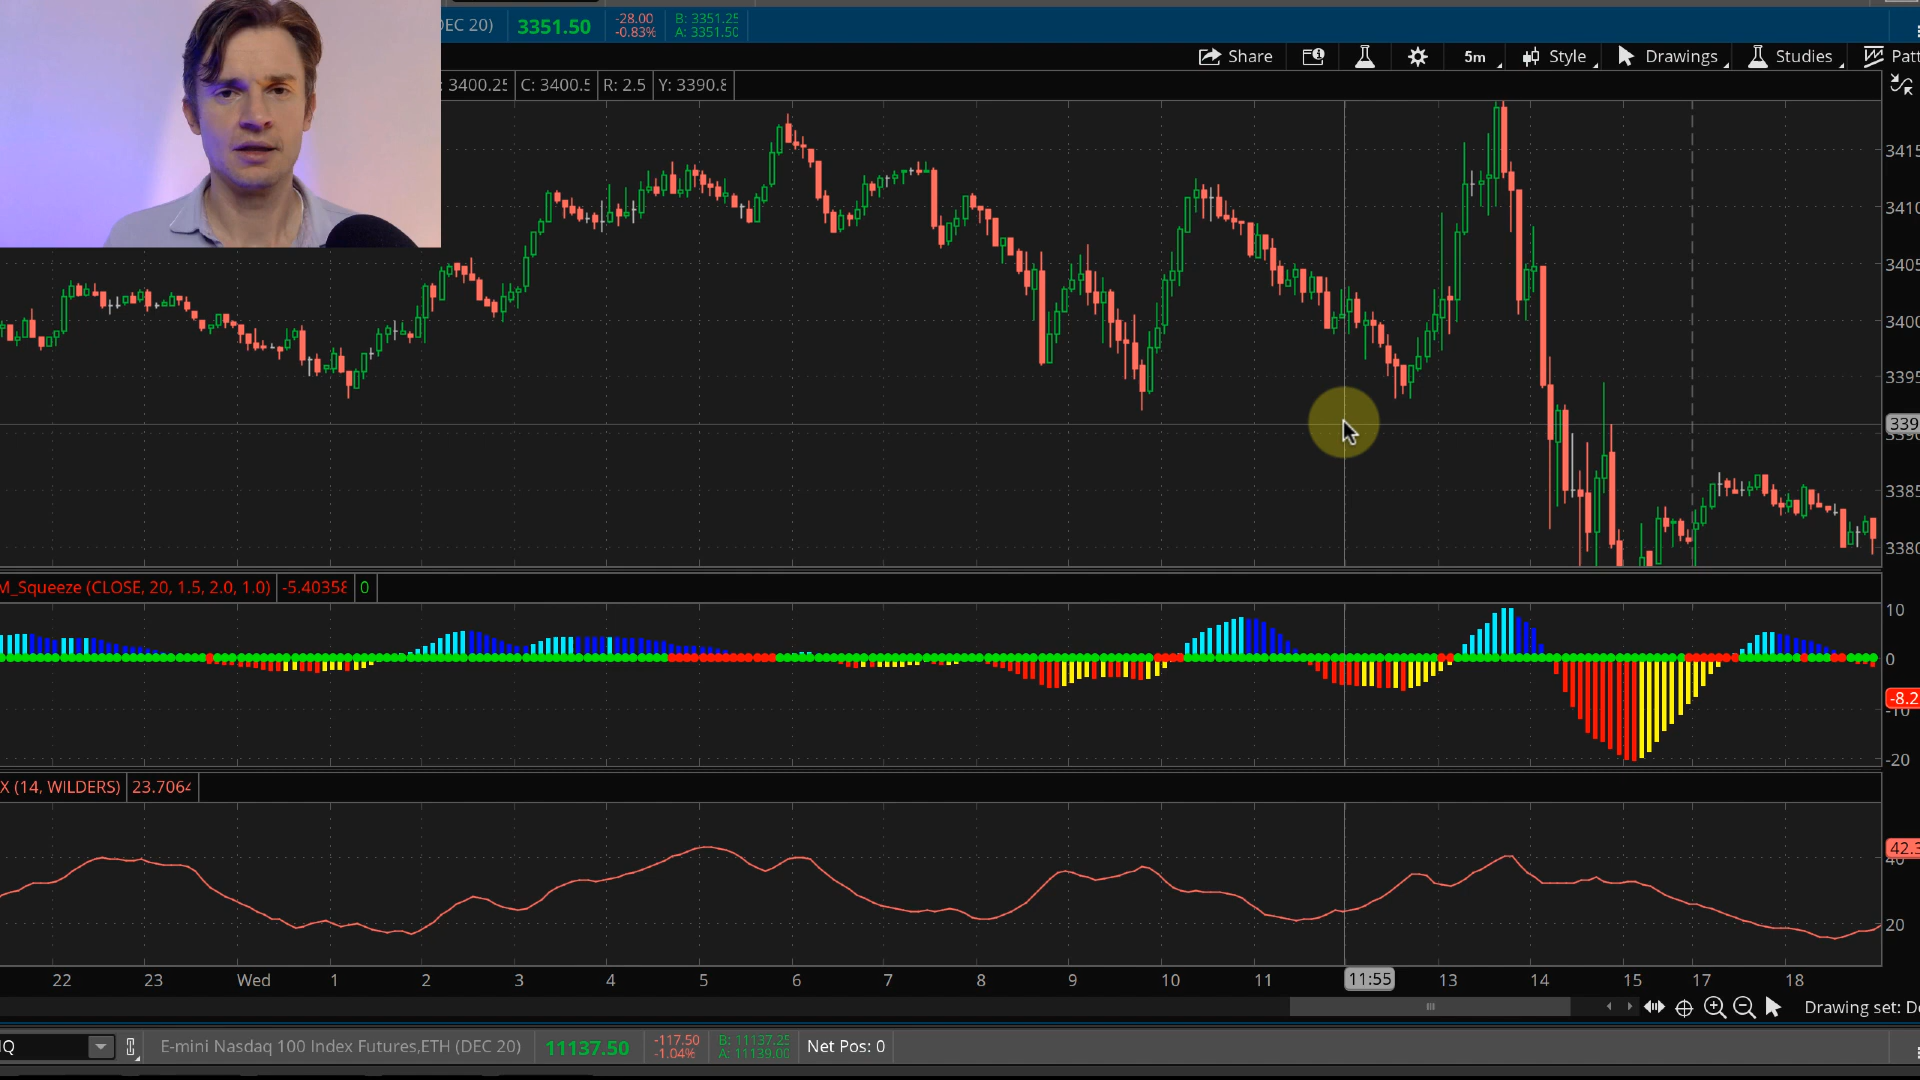 DEC 20) 3351.50 -28.00 -0.83% B: 3351.25 A: 3351.50
Share 5m Style Drawings Studies Patt
: 3400.25 C: 3400.5 R: 2.5 Y: 3390.8
3415
3410
3405
3400
3395
339
3390
3385
3380
M_Squeeze (CLOSE, 20, 1.5, 2.0, 1.0) -5.40358 0
10
0
-8.2
-10
-20
X (14, WILDERS) 23.7064
42.3
40
20
22 23 Wed 1 2 3 4 5 6 7 8 9 10 11 11:55 13 14 15 17 18
Drawing set: De
IQ E-mini Nasdaq 100 Index Futures,ETH (DEC 20) 11137.50 -117.50 -1.04% B: 11137.25 A: 11139.00 Net Pos: 0